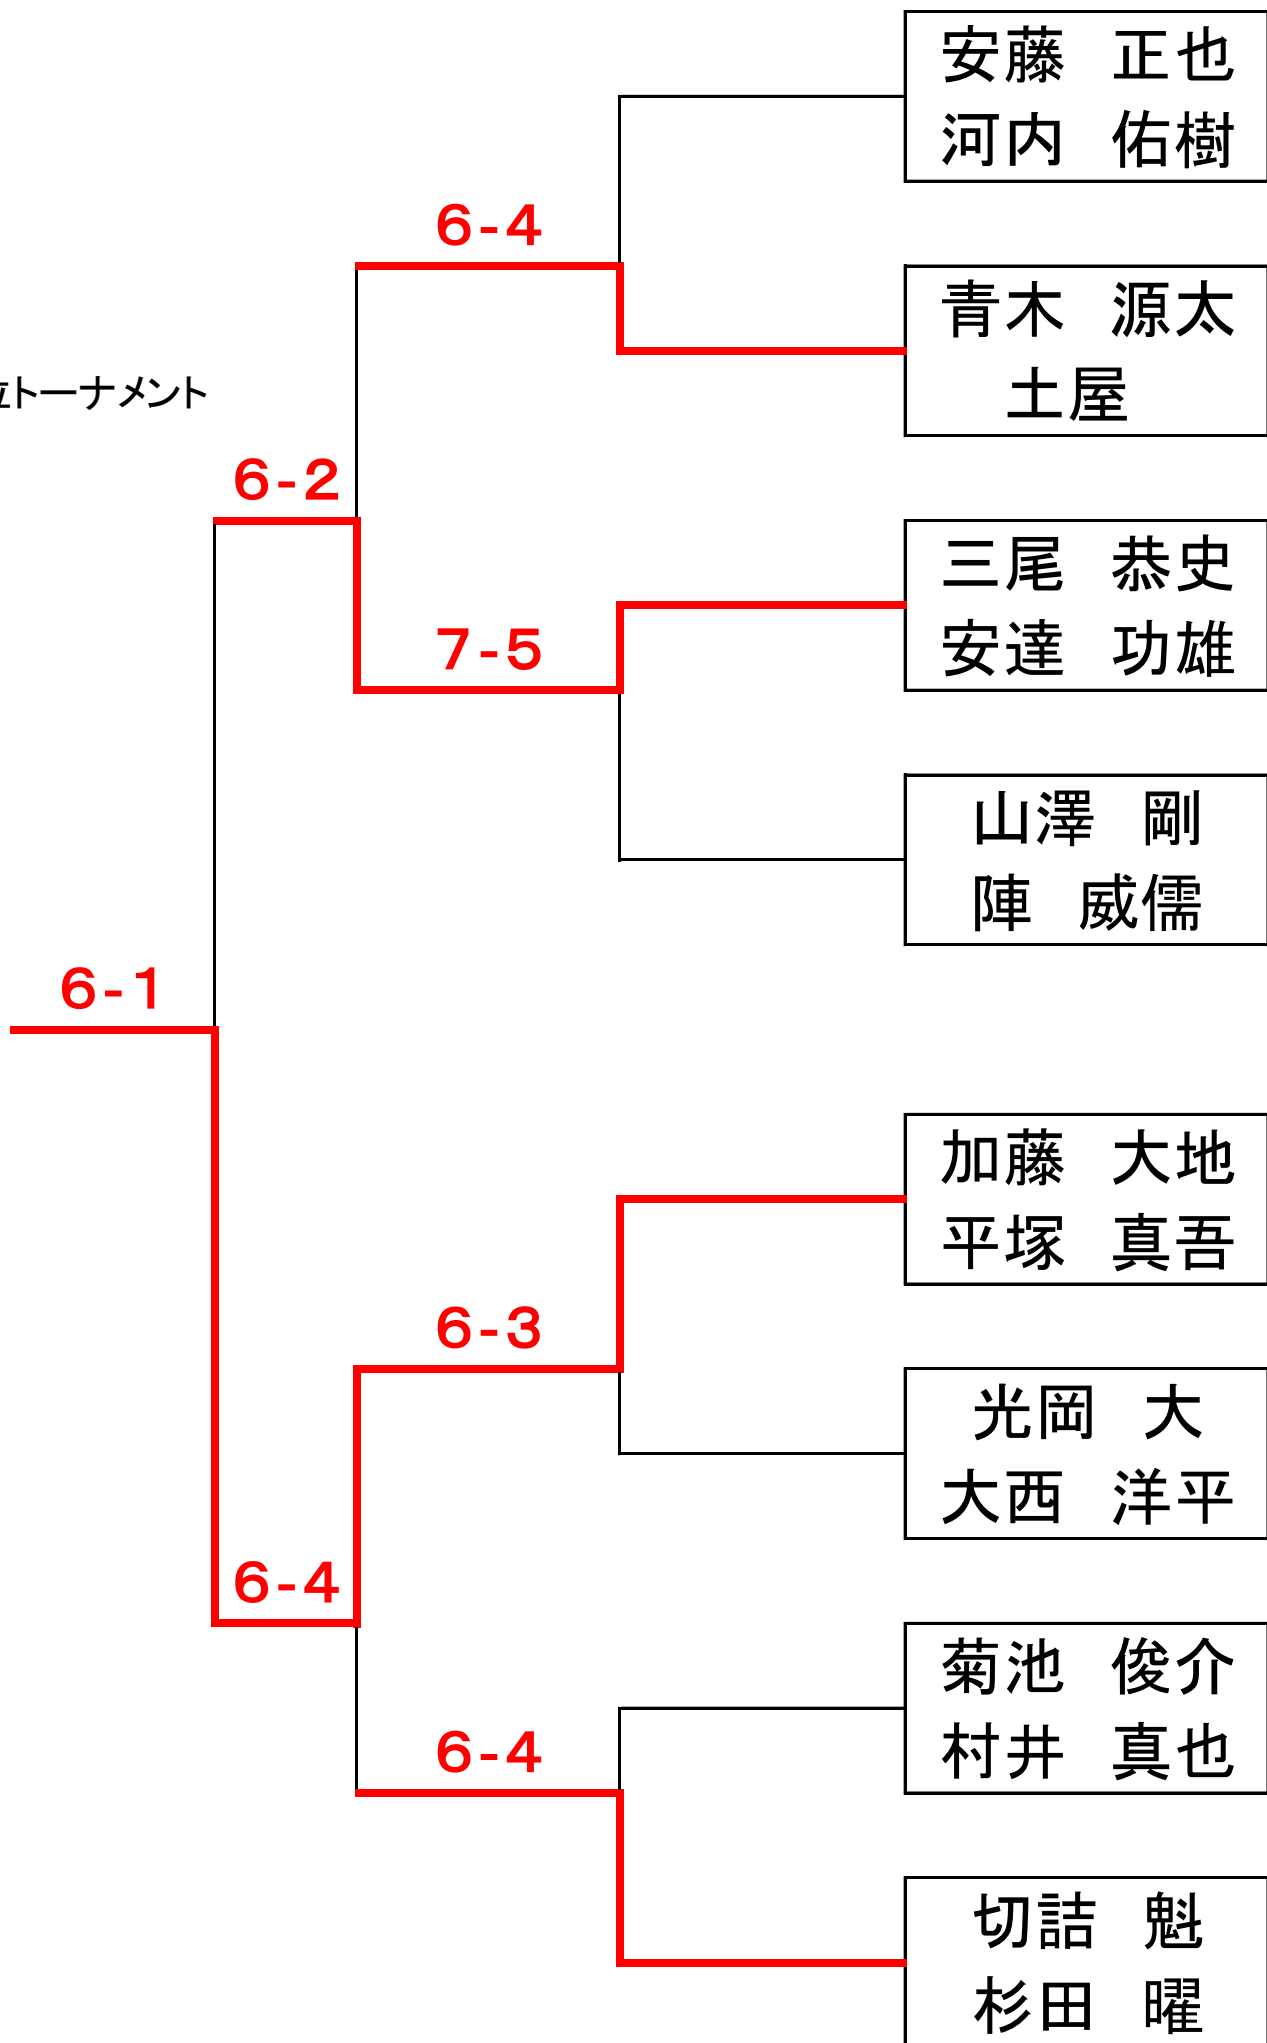 安藤 正也
河内 佑樹
6-4
青木 源太
土屋
位トーナメント
6-2
三尾 恭史
安達 功雄
7-5
山澤 剛
陣 威儒
6-1
加藤 大地
平塚 真吾
6-3
光岡 大
大西 洋平
6-4
菊池 俊介
村井 真也
6-4
切詰 魁
杉田 曜